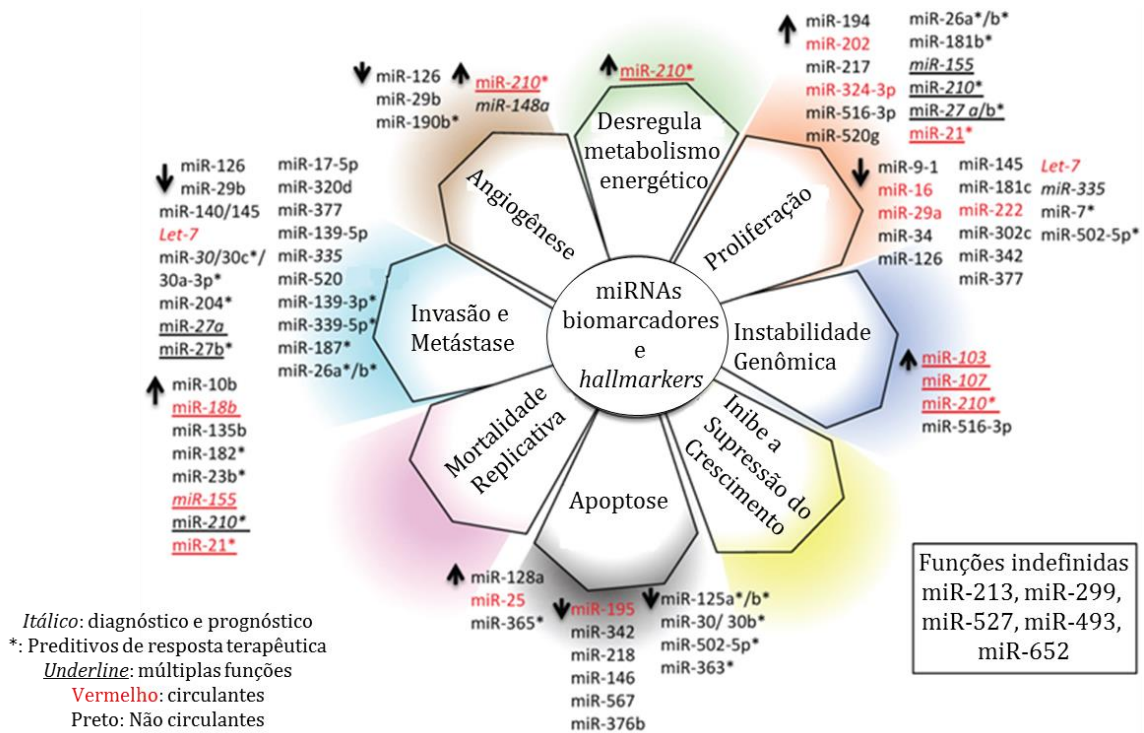 miR-126
miR-29b
miR-190b*
miR-210*
miR-148a
miR-210*
miR-194
miR-202
miR-217
miR-324-3p
miR-516-3p
miR-520g
miR-26a*/b*
miR-181b*
miR-155
miR-210*
miR-27 a/b*
miR-21*
Desregula
metabolismo
energético
Angiogênese
Proliferação
miR-9-1
miR-16
miR-29a
miR-34
miR-126
miR-145
miR-181c
miR-222
miR-302c
miR-342
miR-377
Let-7
miR-335
miR-7*
miR-502-5p*
miR-126
miR-29b
miR-140/145
Let-7
miR-30/30c*/
30a-3p*
miR-204*
miR-27a
miR-27b*
miR-17-5p
miR-320d
miR-377
miR-139-5p
miR-335
miR-520
miR-139-3p*
miR-339-5p*
miR-187*
miR-26a*/b*
Invasão e
Metástase
miRNAs
biomarcadores
e
hallmarkers
Instabilidade
Genômica
miR-103
miR-107
miR-210*
miR-516-3p
miR-10b
miR-18b
miR-135b
miR-182*
miR-23b*
miR-155
miR-210*
miR-21*
Mortalidade
Replicativa
Apoptose
Inibe a
Supressão do
Crescimento
miR-128a
miR-25
miR-365*
miR-195
miR-342
miR-218
miR-146
miR-567
miR-376b
miR-125a*/b*
miR-30/ 30b*
miR-502-5p*
miR-363*
Funções indefinidas
miR-213, miR-299,
miR-527, miR-493,
miR-652
Itálico: diagnóstico e prognóstico
*: Preditivos de resposta terapêutica
Underline: múltiplas funções
Vermelho: circulantes
Preto: Não circulantes